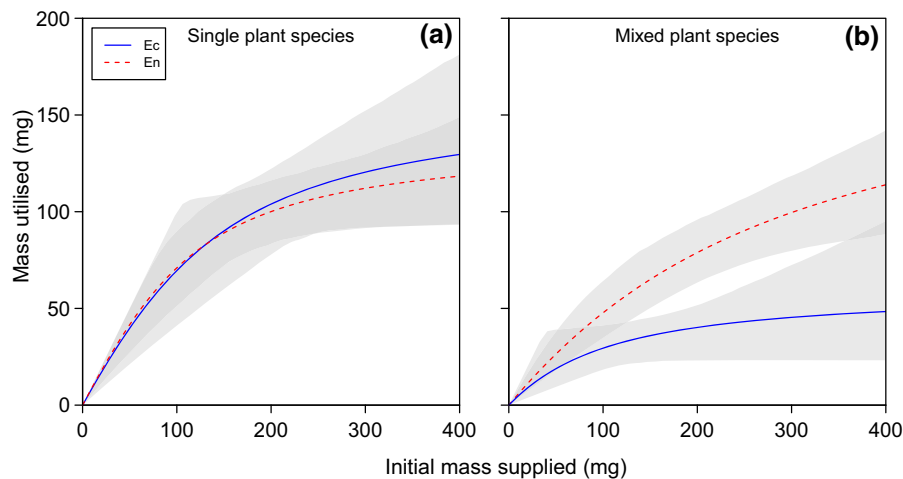 200
150
100
50
0
Mass utilised (mg)
Ec
En
Single plant species (a)
0 100 200 300 400
Mixed plant species (b)
0 100 200 300 400
Initial mass supplied (mg)